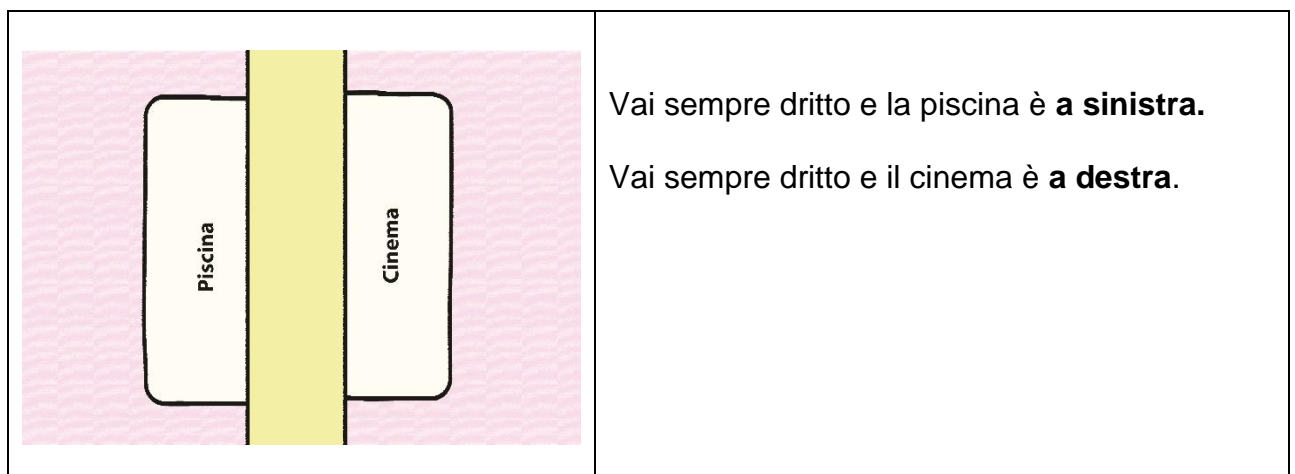 Piscina
Cinema
Vai sempre dritto e la piscina è a sinistra.
Vai sempre dritto e il cinema è a destra.